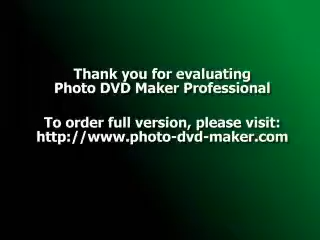 Thank you for evaluating
Photo DVD Maker Professional
To order full version, please visit:
http://www.photo-dvd-maker.com